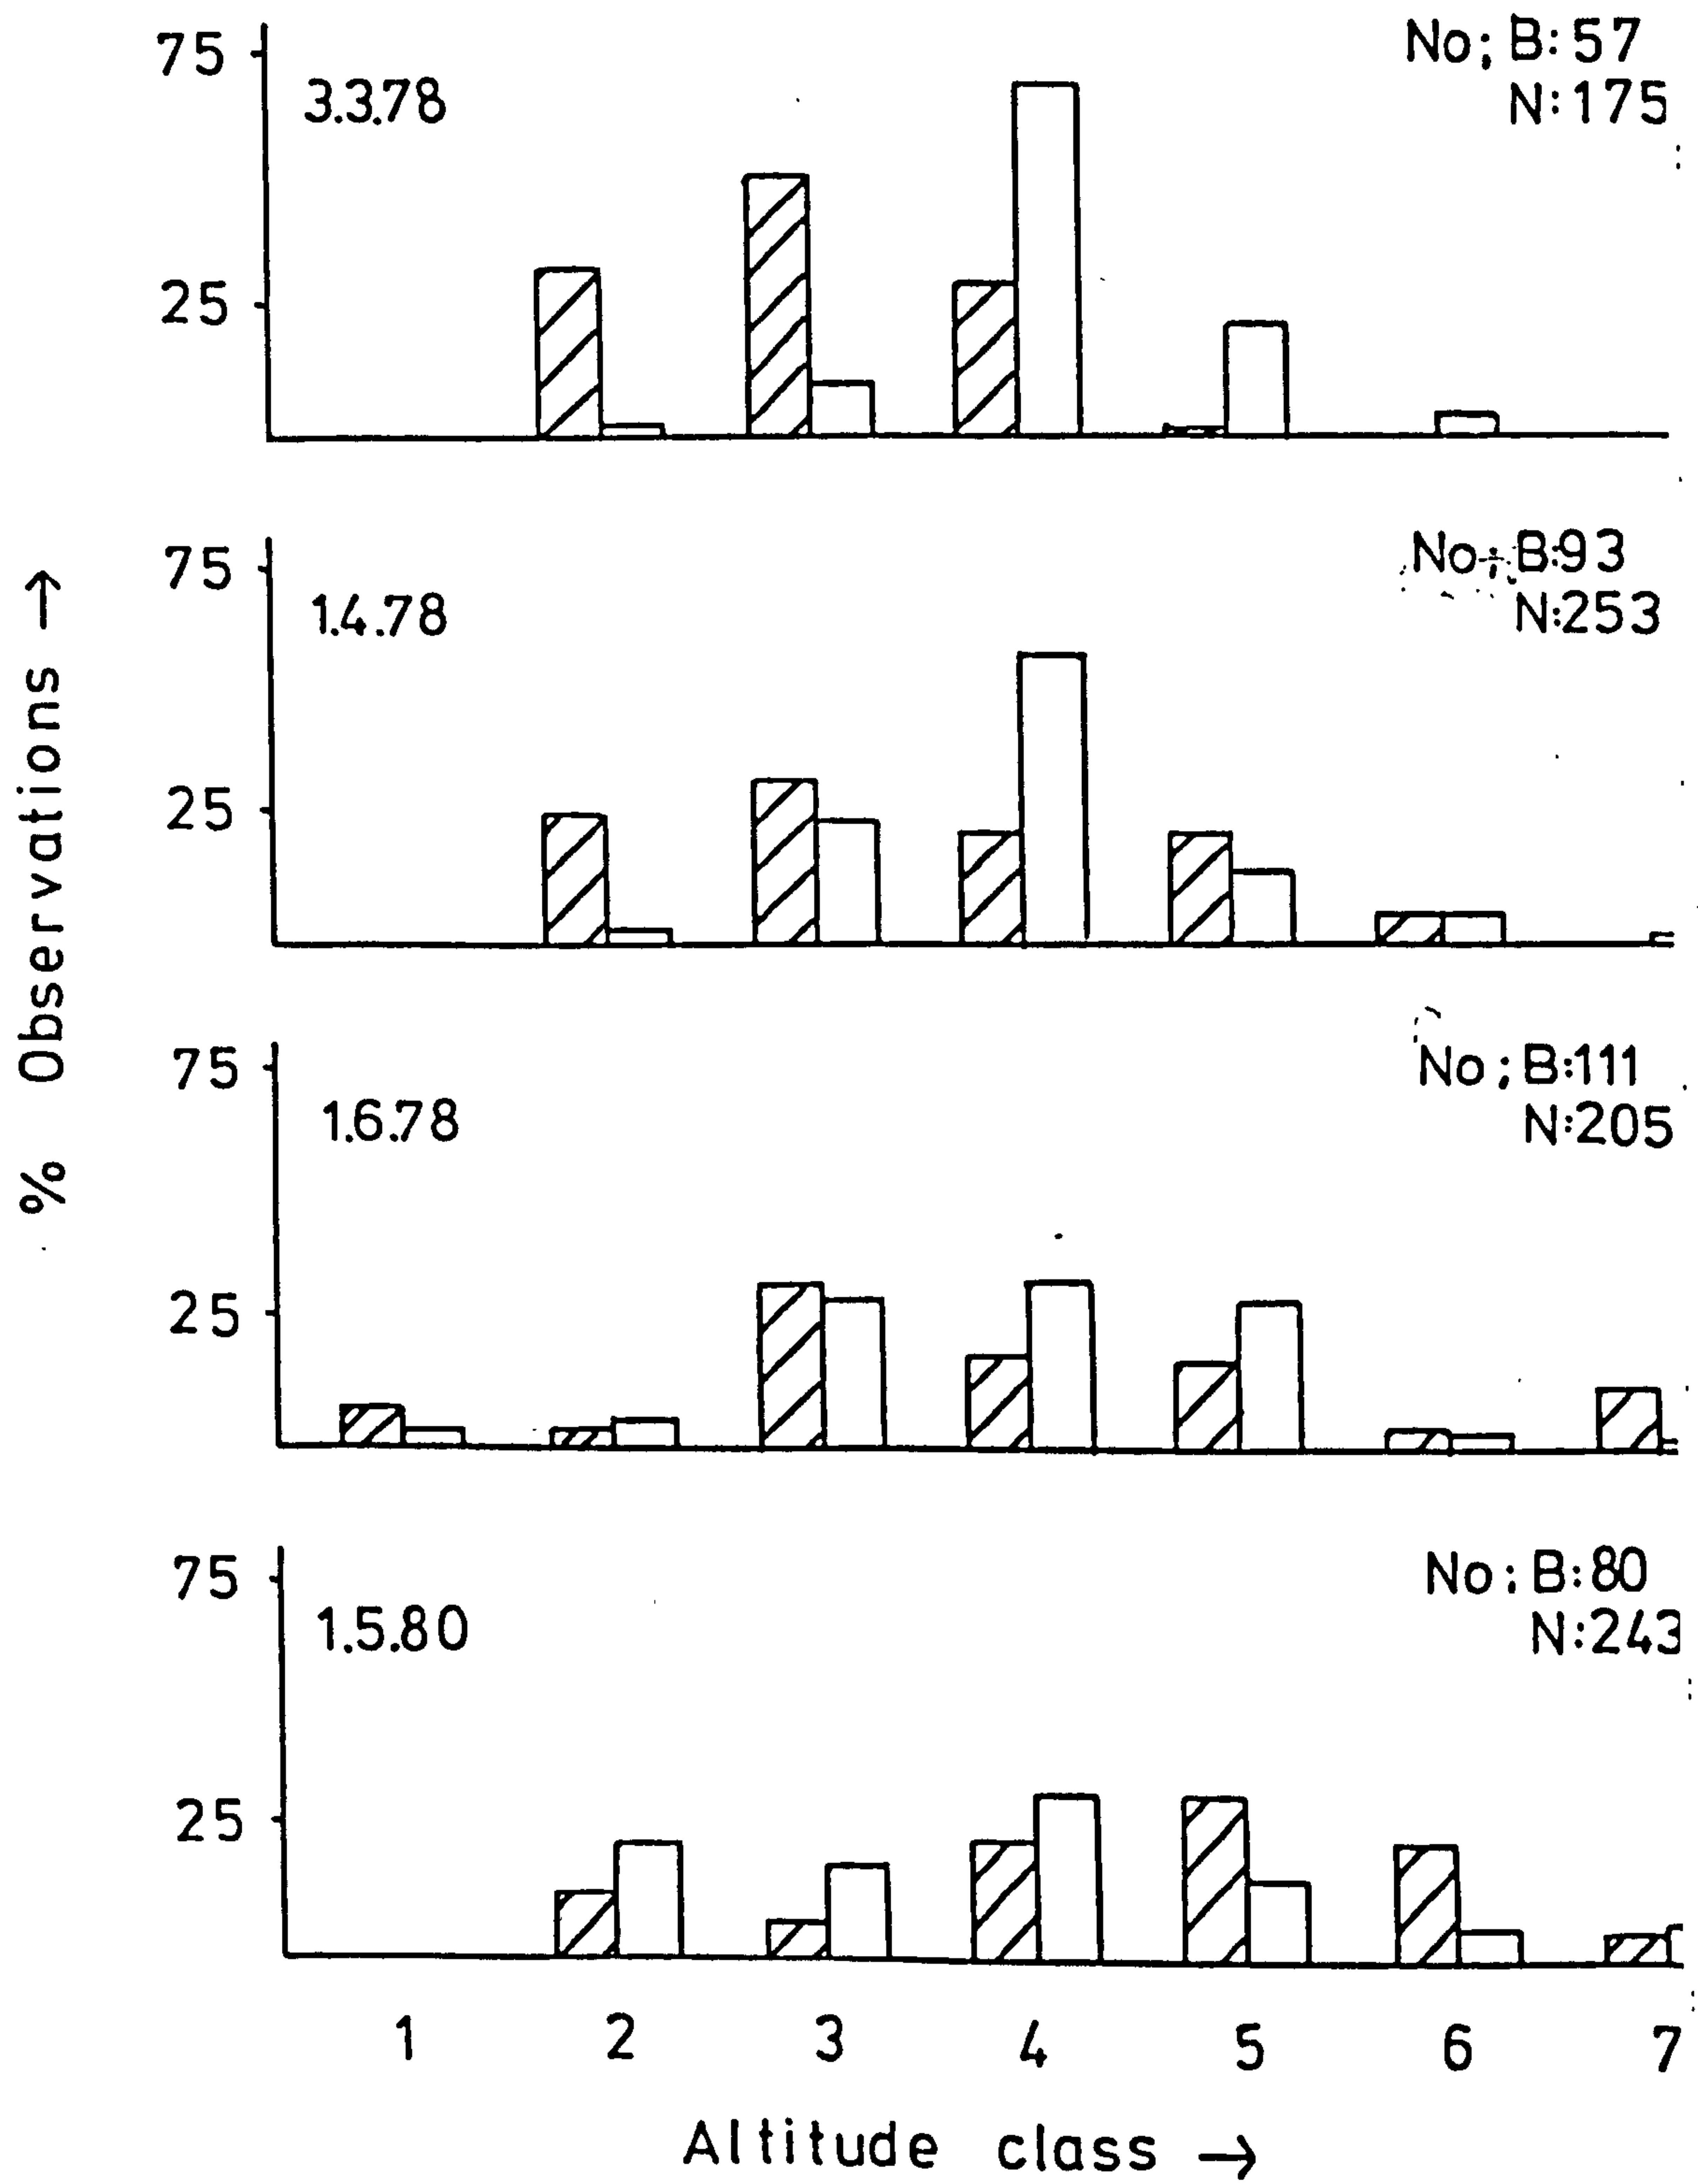 75
No; B:57
3.3.78
N:175
25
75
No; B:93
1.4.78
N:253
25
75
No; B:111
1.6.78
N:205
25
75
No; B:80
1.5.80
N:243
25
% Observations →
1 2 3 4 5 6 7
Altitude class →